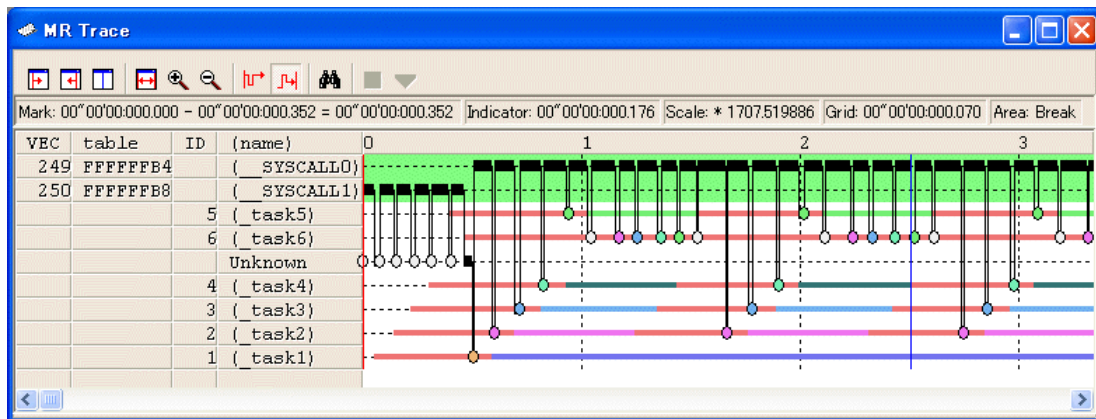 MR Trace
Mark: 00"00'00:000.000 - 00"00'00:000.352 = 00"00'00:000.352 Indicator: 00"00'00:000.176 Scale: * 1707.519886 Grid: 00"00'00:000.070 Area: Break
VEC table ID (name) 0 1 2 3
249 FFFFFFB4 (__SYSCALL0)
250 FFFFFFB8 (__SYSCALL1)
5 (_task5)
6 (_task6)
Unknown
4 (_task4)
3 (_task3)
2 (_task2)
1 (_task1)